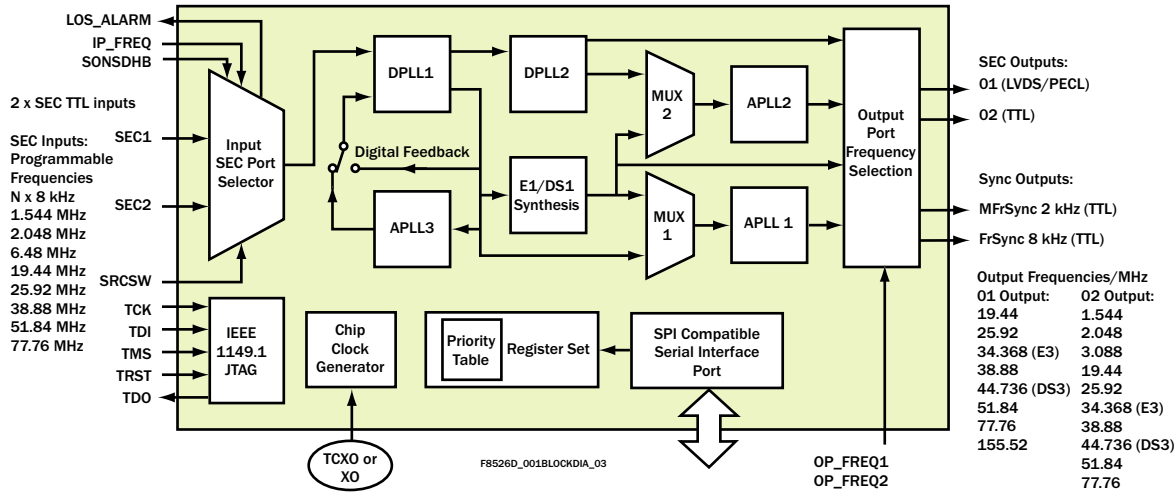 LOS_ALARM
IP_FREQ
SONSDHB
2 x SEC TTL inputs
SEC Inputs:
Programmable
Frequencies
N x 8 kHz
1.544 MHz
2.048 MHz
6.48 MHz
19.44 MHz
25.92 MHz
38.88 MHz
51.84 MHz
77.76 MHz
SEC1
SEC2
SRCSW
TCK
TDI
TMS
TRST
TDO
Input
SEC Port
Selector
DPLL1
DPLL2
Digital Feedback
APLL3
E1/DS1
Synthesis
MUX
2
MUX
1
APLL2
APLL 1
Output
Port
Frequency
Selection
IEEE
1149.1
JTAG
Chip
Clock
Generator
Priority
Table
Register Set
SPI Compatible
Serial Interface
Port
TCXO or
XO
F8526D_001BLOCKDIA_03
OP_FREQ1
OP_FREQ2
SEC Outputs:
01 (LVDS/PECL)
02 (TTL)
Sync Outputs:
MFrSync 2 kHz (TTL)
FrSync 8 kHz (TTL)
Output Frequencies/MHz
01 Output:
19.44
25.92
34.368 (E3)
38.88
44.736 (DS3)
51.84
77.76
155.52
02 Output:
1.544
2.048
3.088
19.44
25.92
34.368 (E3)
38.88
44.736 (DS3)
51.84
77.76